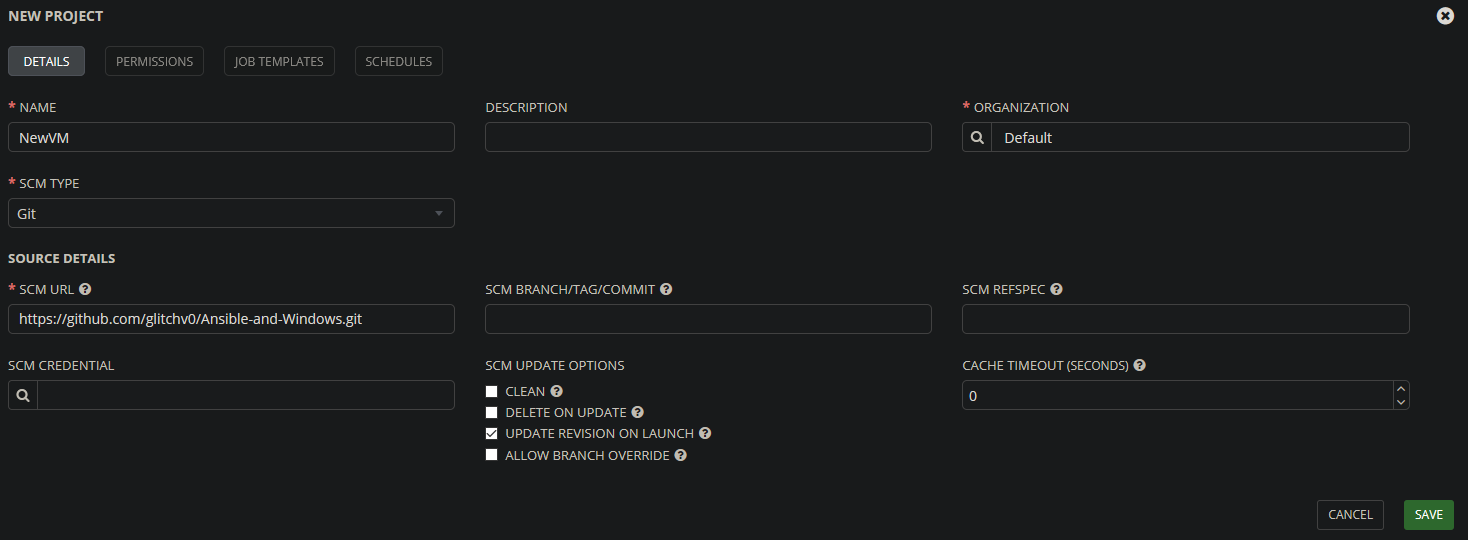 NEW PROJECT
DETAILS PERMISSIONS JOB TEMPLATES SCHEDULES
* NAME DESCRIPTION * ORGANIZATION
NewVM Default
* SCM TYPE
Git
SOURCE DETAILS
* SCM URL ? SCM BRANCH/TAG/COMMIT ? SCM REFSPEC ?
https://github.com/glitchv0/Ansible-and-Windows.git
SCM CREDENTIAL SCM UPDATE OPTIONS CACHE TIMEOUT (SECONDS) ?
CLEAN ? 0
DELETE ON UPDATE ?
UPDATE REVISION ON LAUNCH ?
ALLOW BRANCH OVERRIDE ?
CANCEL SAVE